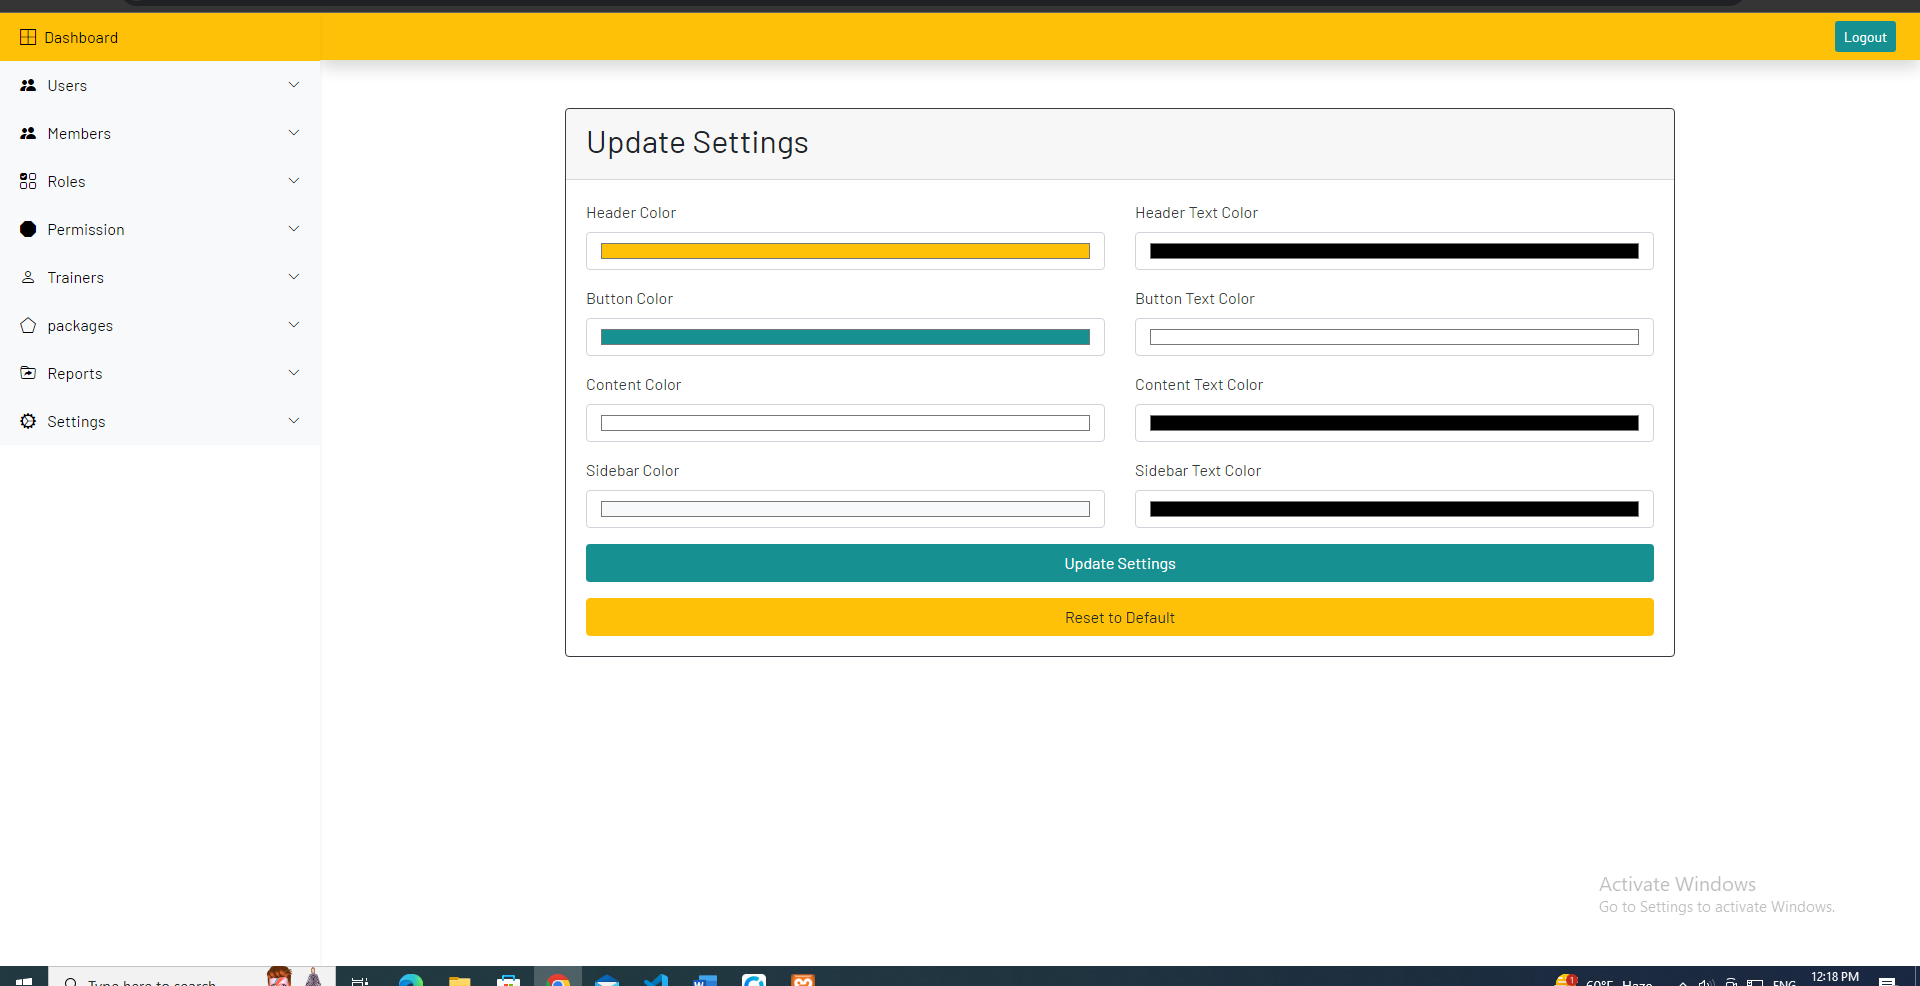 Dashboard
Logout
Users
Members
Roles
Permission
Trainers
packages
Reports
Settings
Update Settings
Header Color
Header Text Color
Button Color
Button Text Color
Content Color
Content Text Color
Sidebar Color
Sidebar Text Color
Update Settings
Reset to Default
Activate Windows
Go to Settings to activate Windows.
Type here to search
1
60°F Haze
ENG
12:18 PM